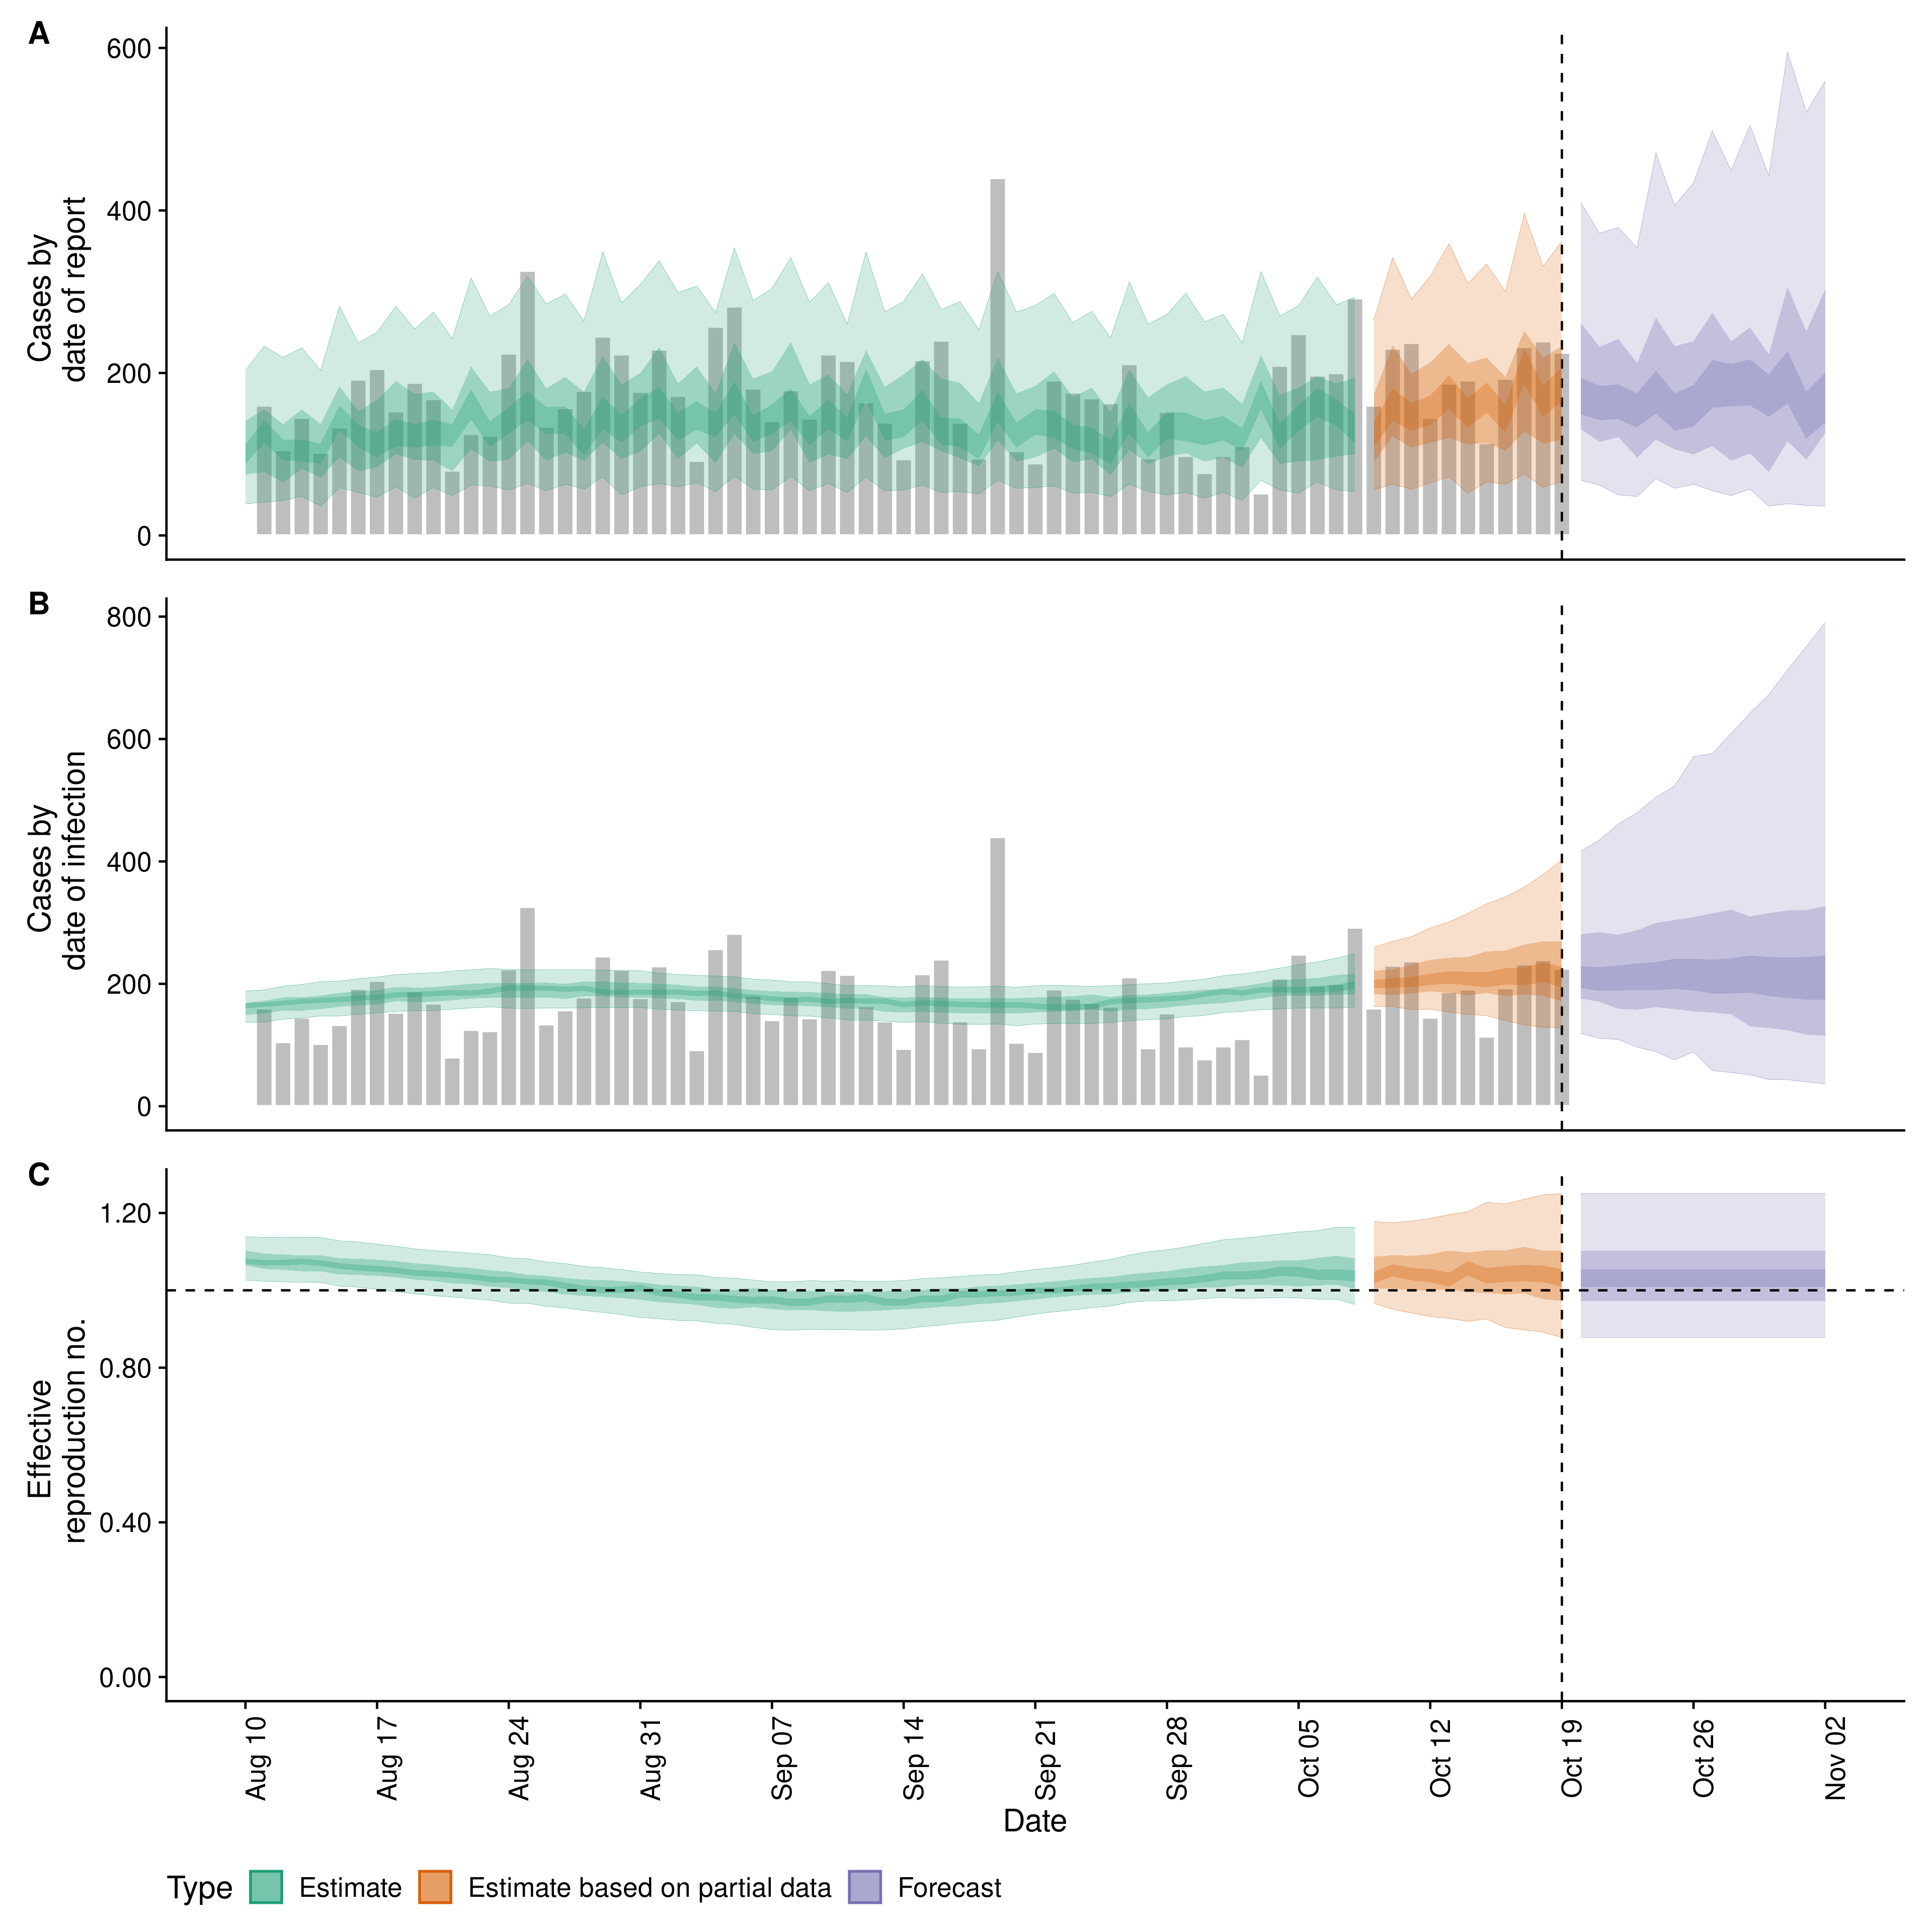 A
600
400
200
0
Cases by
date of report
B
800
600
400
200
0
Cases by
date of infection
C
1.20
0.80
0.40
0.00
Effective
reproduction no.
Aug 10
Aug 17
Aug 24
Aug 31
Sep 07
Sep 14
Sep 21
Sep 28
Oct 05
Oct 12
Oct 19
Oct 26
Nov 02
Date
Type Estimate Estimate based on partial data Forecast